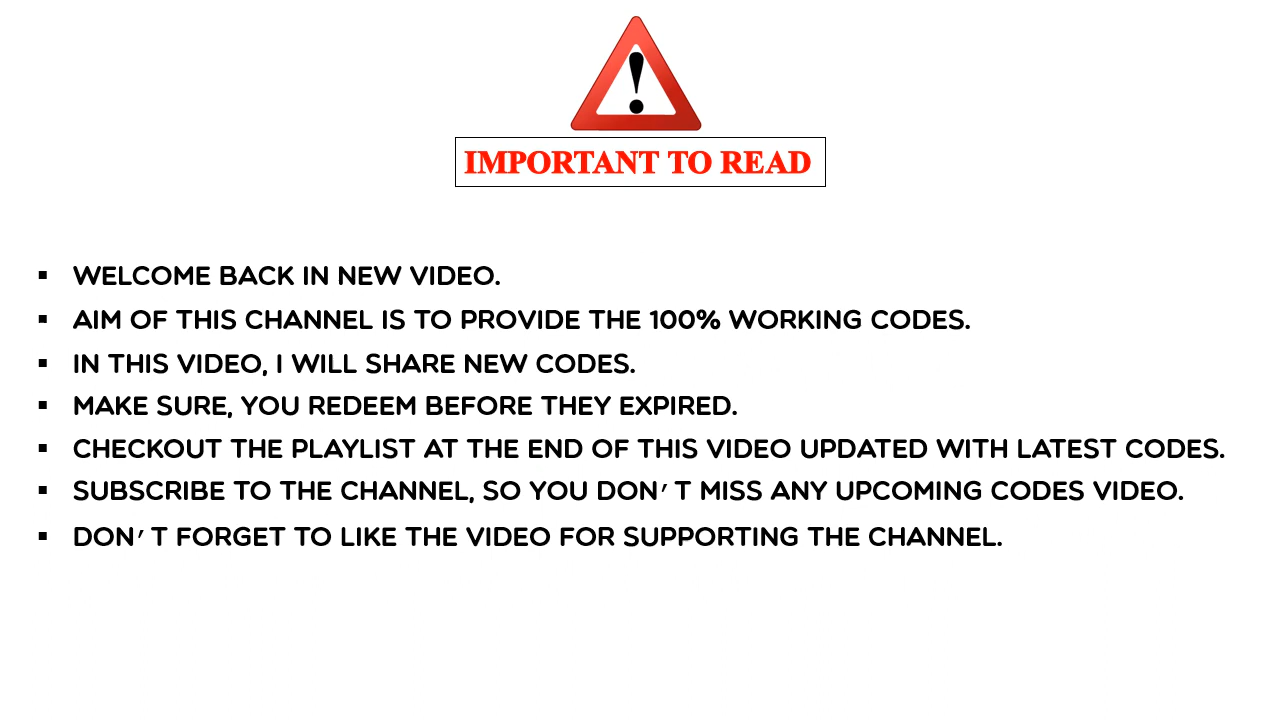 IMPORTANT TO READ
▪ WELCOME BACK IN NEW VIDEO.
▪ AIM OF THIS CHANNEL IS TO PROVIDE THE 100% WORKING CODES.
▪ IN THIS VIDEO, I WILL SHARE NEW CODES.
▪ MAKE SURE, YOU REDEEM BEFORE THEY EXPIRED.
▪ CHECKOUT THE PLAYLIST AT THE END OF THIS VIDEO UPDATED WITH LATEST CODES.
▪ SUBSCRIBE TO THE CHANNEL, SO YOU DON’T MISS ANY UPCOMING CODES VIDEO.
▪ DON’T FORGET TO LIKE THE VIDEO FOR SUPPORTING THE CHANNEL.